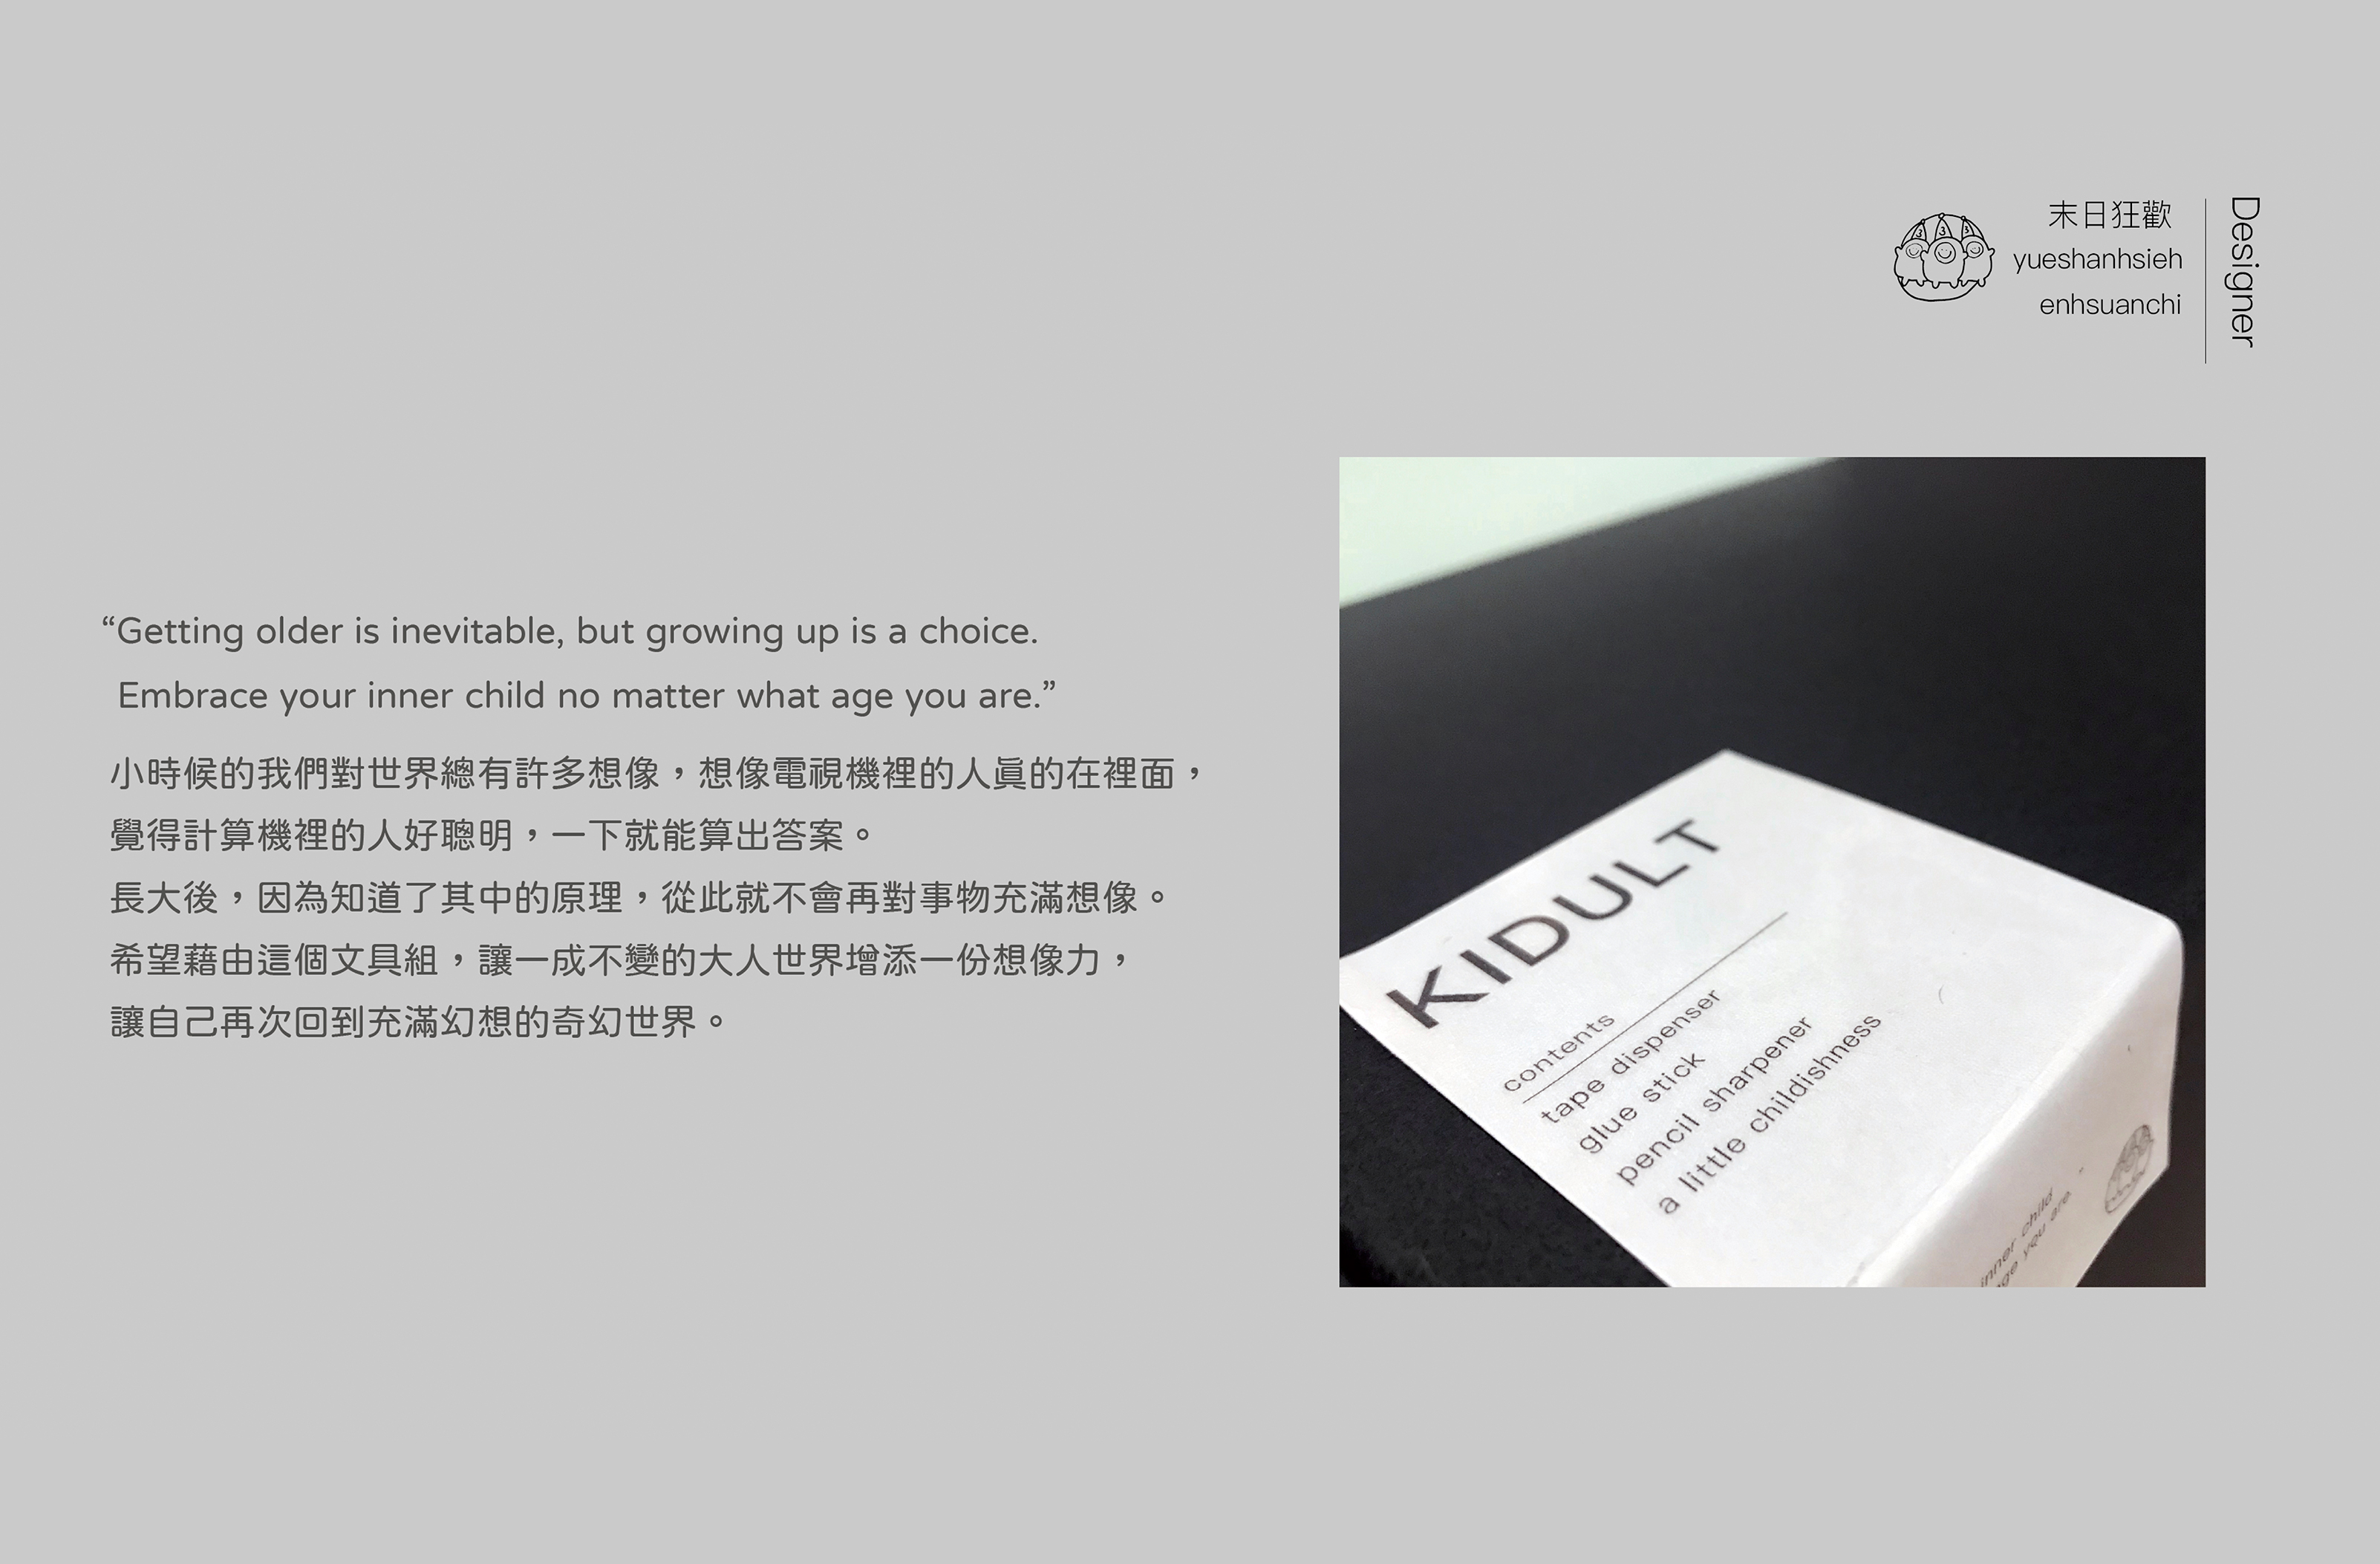 末日狂歡
yueshanhsieh
enhsuanchi
Designer
“Getting older is inevitable, but growing up is a choice.
Embrace your inner child no matter what age you are.”
小時候的我們對世界總有許多想像，想像電視機裡的人真的在裡面，
覺得計算機裡的人好聰明，一下就能算出答案。
長大後，因為知道了其中的原理，從此就不會再對事物充滿想像。
希望藉由這個文具組，讓一成不變的大人世界增添一份想像力，
讓自己再次回到充滿幻想的奇幻世界。
KIDULT
contents
tape dispenser
glue stick
pencil sharpener
a little childishness
inner child
age you are
3 3 3